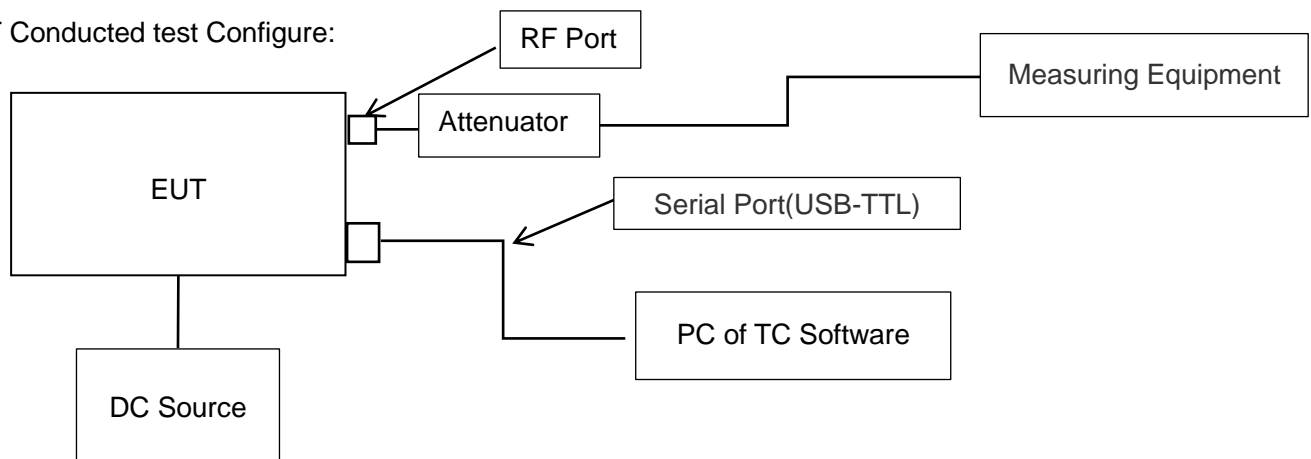 Conducted test Configure:
RF Port
Measuring Equipment
Attenuator
EUT
Serial Port(USB-TTL)
PC of TC Software
DC Source